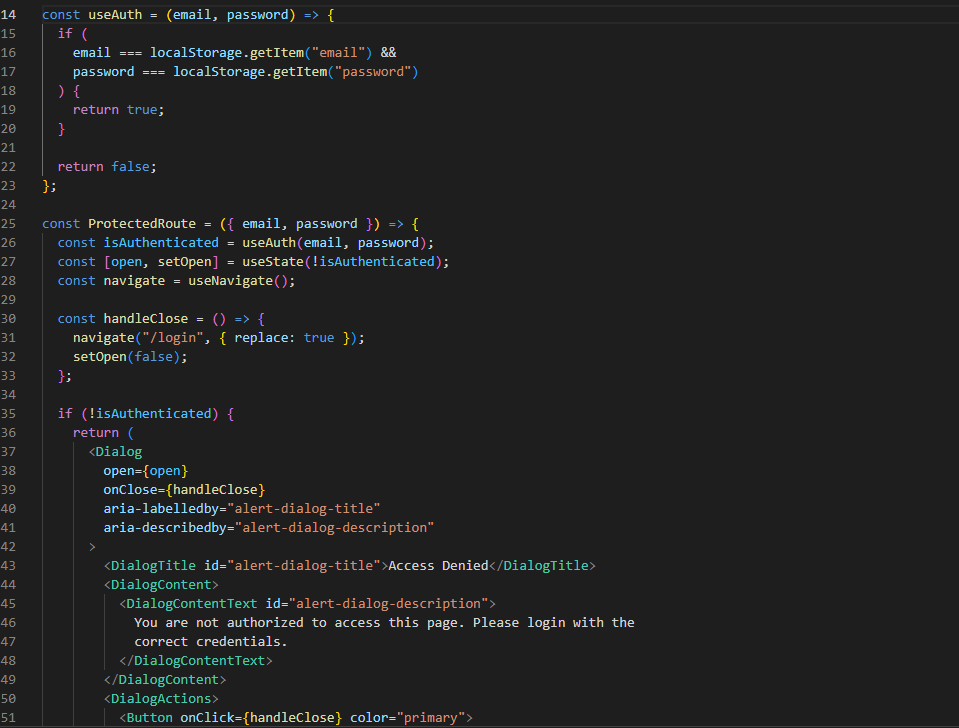 14 const useAuth = (email, password) => {
15   if (
16     email === localStorage.getItem("email") &&
17     password === localStorage.getItem("password")
18   ) {
19     return true;
20   }
21
22   return false;
23 };
24
25 const ProtectedRoute = ({ email, password }) => {
26   const isAuthenticated = useAuth(email, password);
27   const [open, setOpen] = useState(!isAuthenticated);
28   const navigate = useNavigate();
29
30   const handleClose = () => {
31     navigate("/login", { replace: true });
32     setOpen(false);
33   };
34
35   if (!isAuthenticated) {
36     return (
37       <Dialog
38         open={open}
39         onClose={handleClose}
40         aria-labelledby="alert-dialog-title"
41         aria-describedby="alert-dialog-description"
42       >
43         <DialogTitle id="alert-dialog-title">Access Denied</DialogTitle>
44         <DialogContent>
45           <DialogContentText id="alert-dialog-description">
46             You are not authorized to access this page. Please login with the
47             correct credentials.
48           </DialogContentText>
49         </DialogContent>
50         <DialogActions>
51           <Button onClick={handleClose} color="primary">